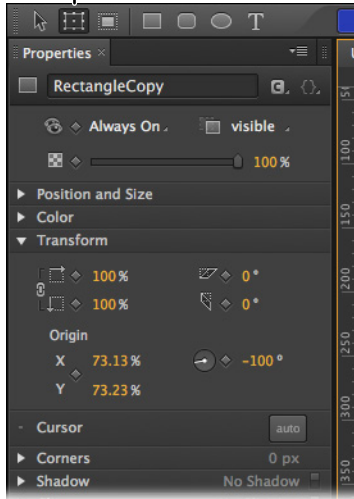 T
Properties ×
RectangleCopy
C
Always On
visible
100 %
Position and Size
Color
Transform
100 %
0 °
100 %
0 °
Origin
X 73.13 %
-100 °
Y 73.23 %
Cursor
auto
Corners
0 px
Shadow
No Shadow
100
150
200
250
300
350